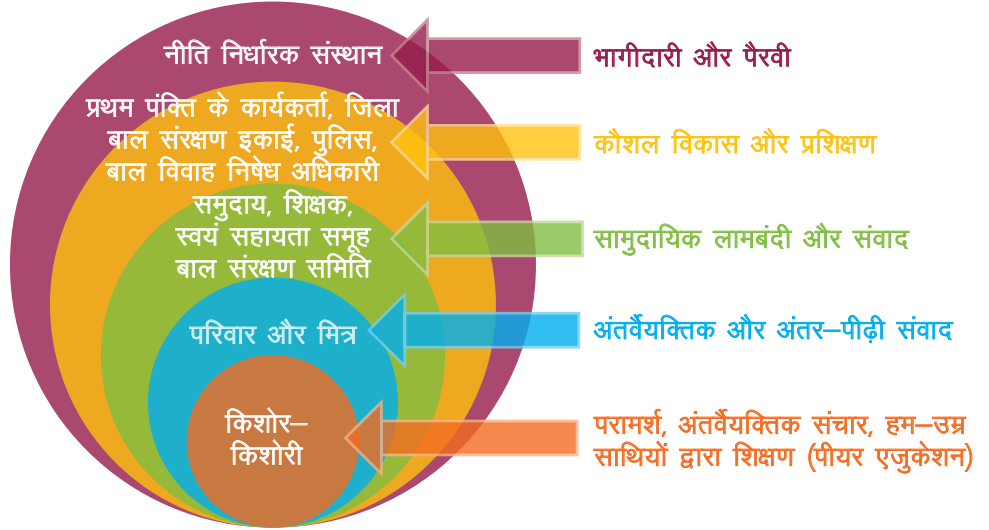 नीति निर्धारक संस्थान
भागीदारी और पैरवी
प्रथम पंक्ति के कार्यकर्ता, जिला
बाल संरक्षण इकाई, पुलिस,
बाल विवाह निषेध अधिकारी
कौशल विकास और प्रशिक्षण
समुदाय, शिक्षक,
स्वयं सहायता समूह
बाल संरक्षण समिति
सामुदायिक लामबंदी और संवाद
परिवार और मित्र
अंतर्वैयक्तिक और अंतर–पीढ़ी संवाद
किशोर–
किशोरी
परामर्श, अंतर्वैयक्तिक संचार, हम–उम्र
साथियों द्वारा शिक्षण (पीयर एजुकेशन)